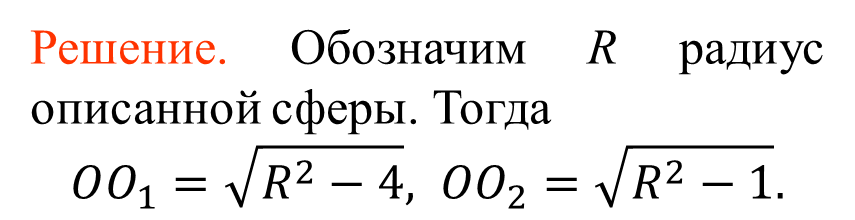 Решение. Обозначим R радиус
описанной сферы. Тогда
OO₁ = √(R² − 4), OO₂ = √(R² − 1).